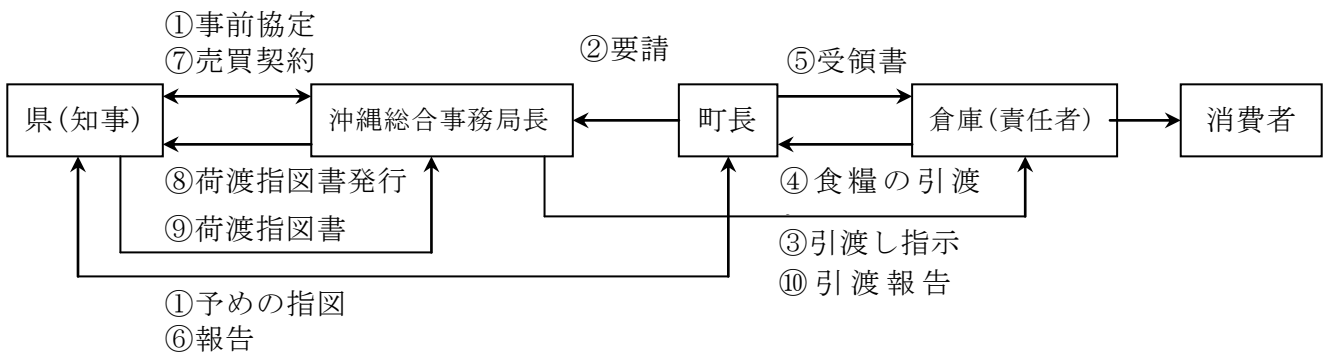 ①事前協定
⑦売買契約
②要請
⑤受領書
県(知事)
沖縄総合事務局長
町長
倉庫(責任者)
消費者
⑧荷渡指図書発行
④食糧の引渡
⑨荷渡指図書
③引渡し指示
⑩引渡報告
①予めの指図
⑥報告